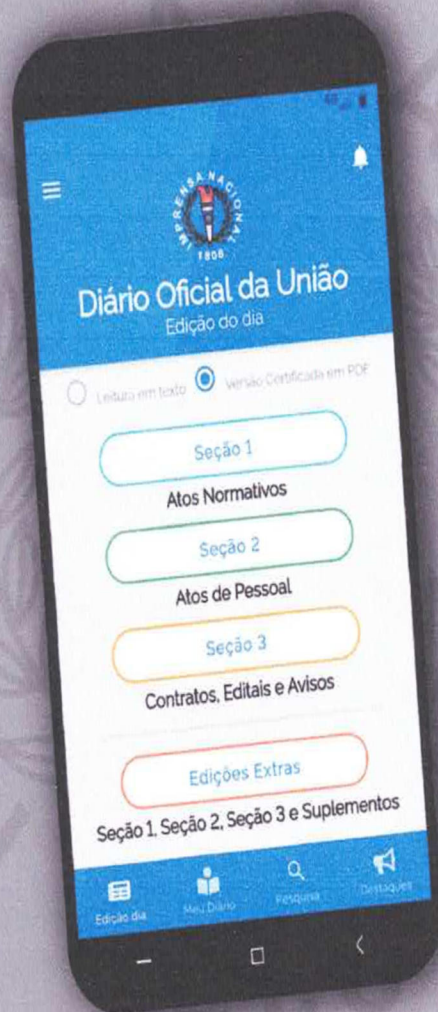 IMPRENSA NACIONAL
1808
Diário Oficial da União
Edição do dia
Leitura em texto
Versão Certificada em PDF
Seção 1
Atos Normativos
Seção 2
Atos de Pessoal
Seção 3
Contratos, Editais e Avisos
Edições Extras
Seção 1, Seção 2, Seção 3 e Suplementos
Edição dia
Meu Diário
Pesquisa
Destaques